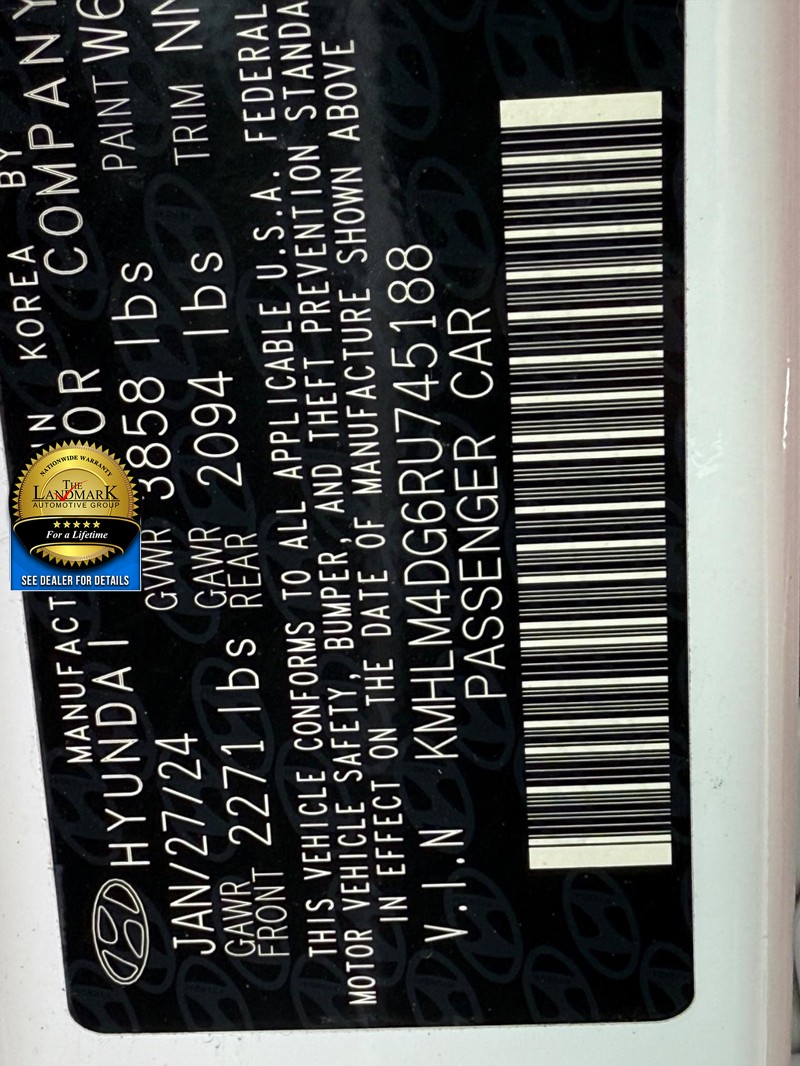 MANUFACT IN KOREA BY
HYUNDAI OR COMPANY
JAN/27/24 GVWR 3858 lbs PAINT W6
GAWR FRONT 2271 lbs GAWR REAR 2094 lbs TRIM NN
THIS VEHICLE CONFORMS TO ALL APPLICABLE U.S.A. FEDERAL
MOTOR VEHICLE SAFETY, BUMPER, AND THEFT PREVENTION STANDA
IN EFFECT ON THE DATE OF MANUFACTURE SHOWN ABOVE
V.I.N KMHLM4DG6RU745188
PASSENGER CAR
NATIONWIDE WARRANTY
THE
LANDMARK
AUTOMOTIVE GROUP
For a Lifetime
SEE DEALER FOR DETAILS